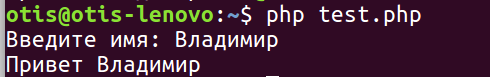 otis@otis-lenovo:~$ php test.php
Введите имя: Владимир
Привет Владимир